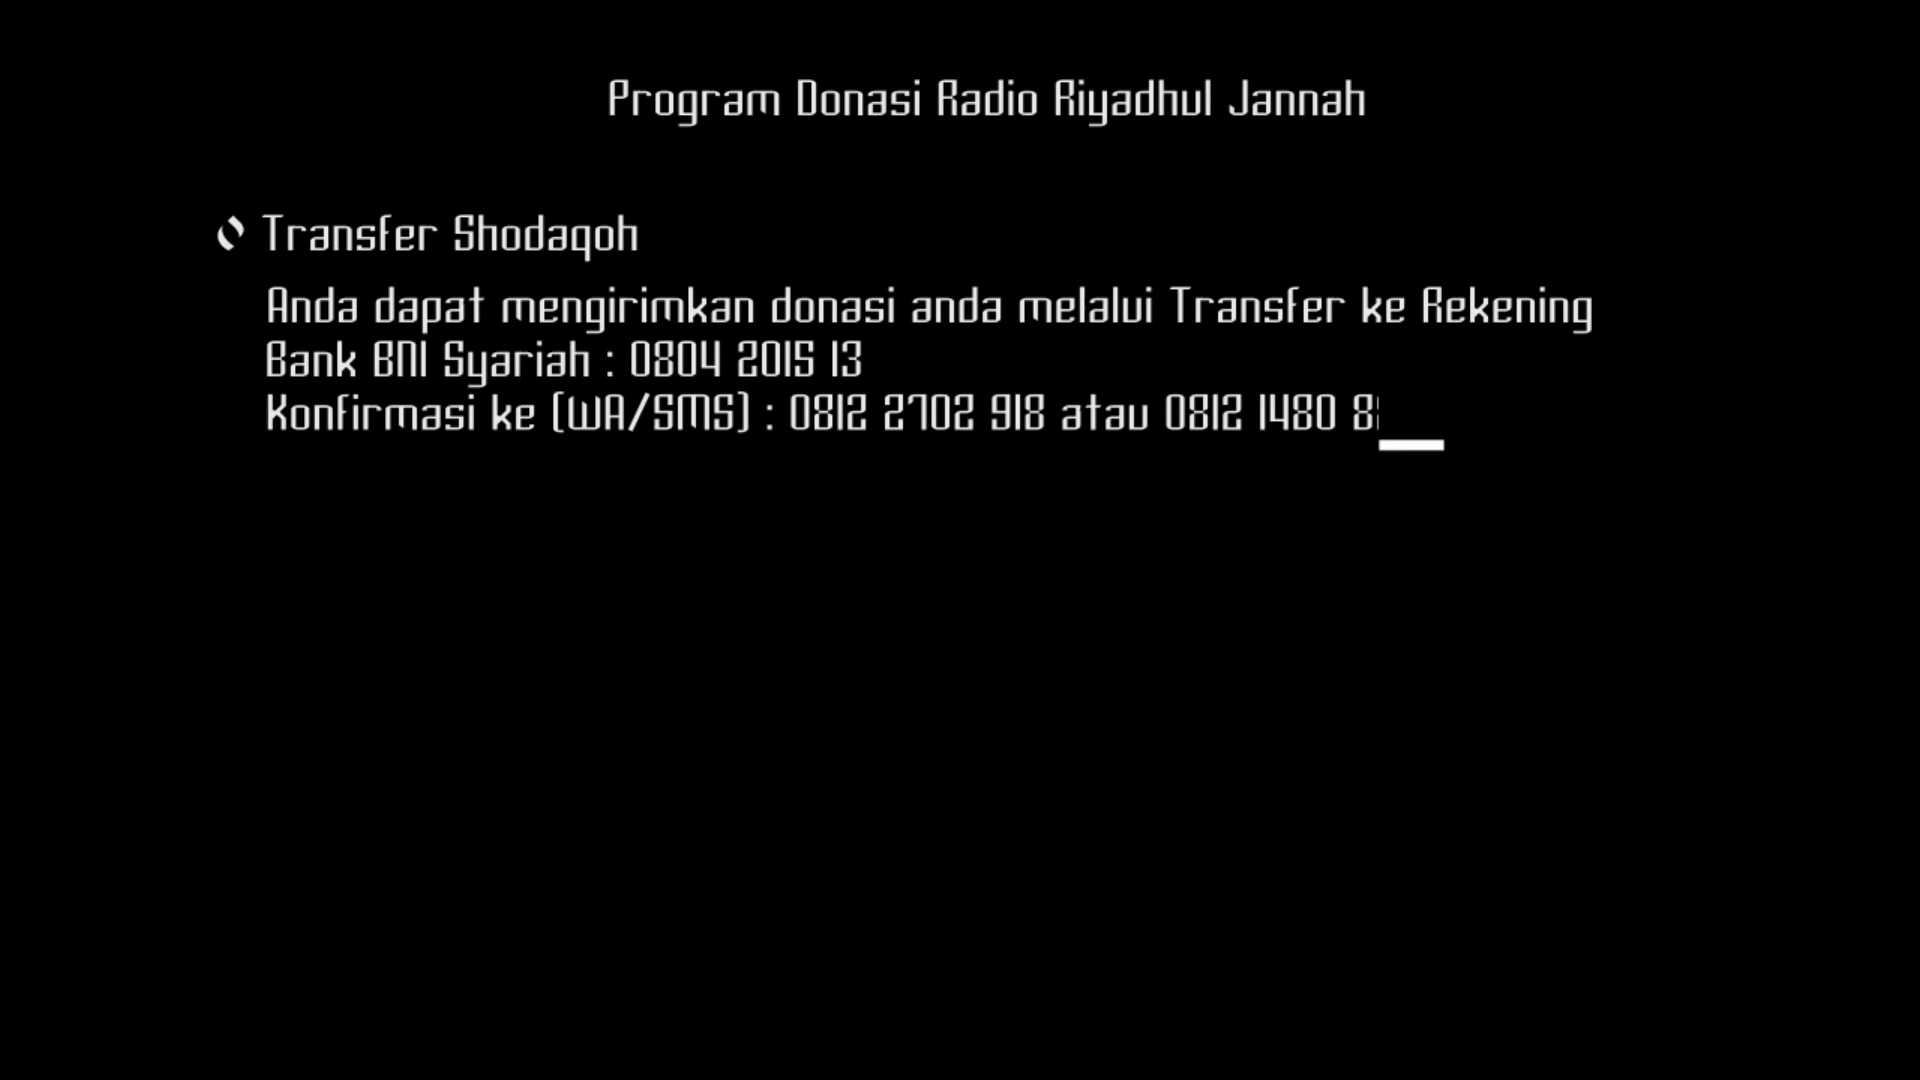 Program Donasi Radio Riyadhul Jannah
Transfer Shodaqoh
Anda dapat mengirimkan donasi anda melalui Transfer ke Rekening
Bank BNI Syariah : 0804 2015 13
Konfirmasi ke (WA/SMS) : 0812 2702 918 atau 0812 1480 8